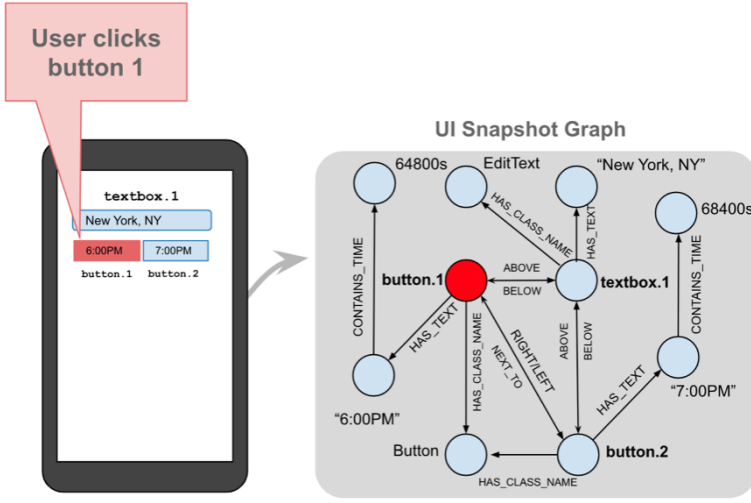 User clicks
button 1
textbox.1
New York, NY
6:00PM
7:00PM
button.1
button.2
UI Snapshot Graph
64800s
EditText
“New York, NY”
68400s
HAS_CLASS_NAME
HAS_TEXT
CONTAINS_TIME
CONTAINS_TIME
button.1
ABOVE
BELOW
textbox.1
HAS_TEXT
HAS_CLASS_NAME
RIGHT/LEFT
NEXT_TO
ABOVE
BELOW
HAS_TEXT
“6:00PM”
“7:00PM”
Button
button.2
HAS_CLASS_NAME